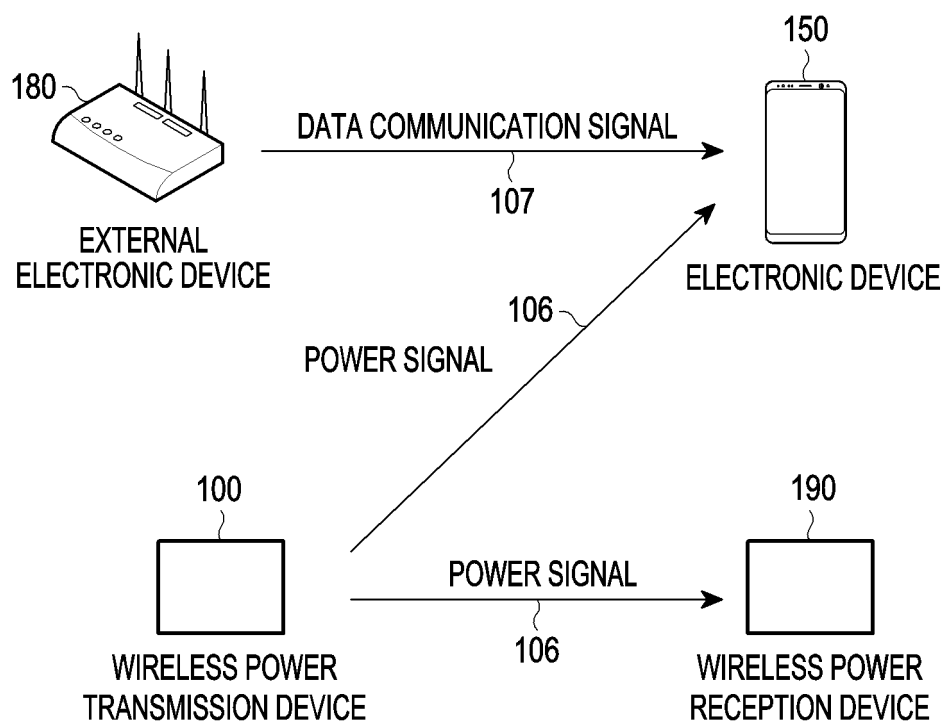 180
150
DATA COMMUNICATION SIGNAL
107
EXTERNAL
ELECTRONIC DEVICE
ELECTRONIC DEVICE
106
POWER SIGNAL
100
190
POWER SIGNAL
106
WIRELESS POWER
TRANSMISSION DEVICE
WIRELESS POWER
RECEPTION DEVICE